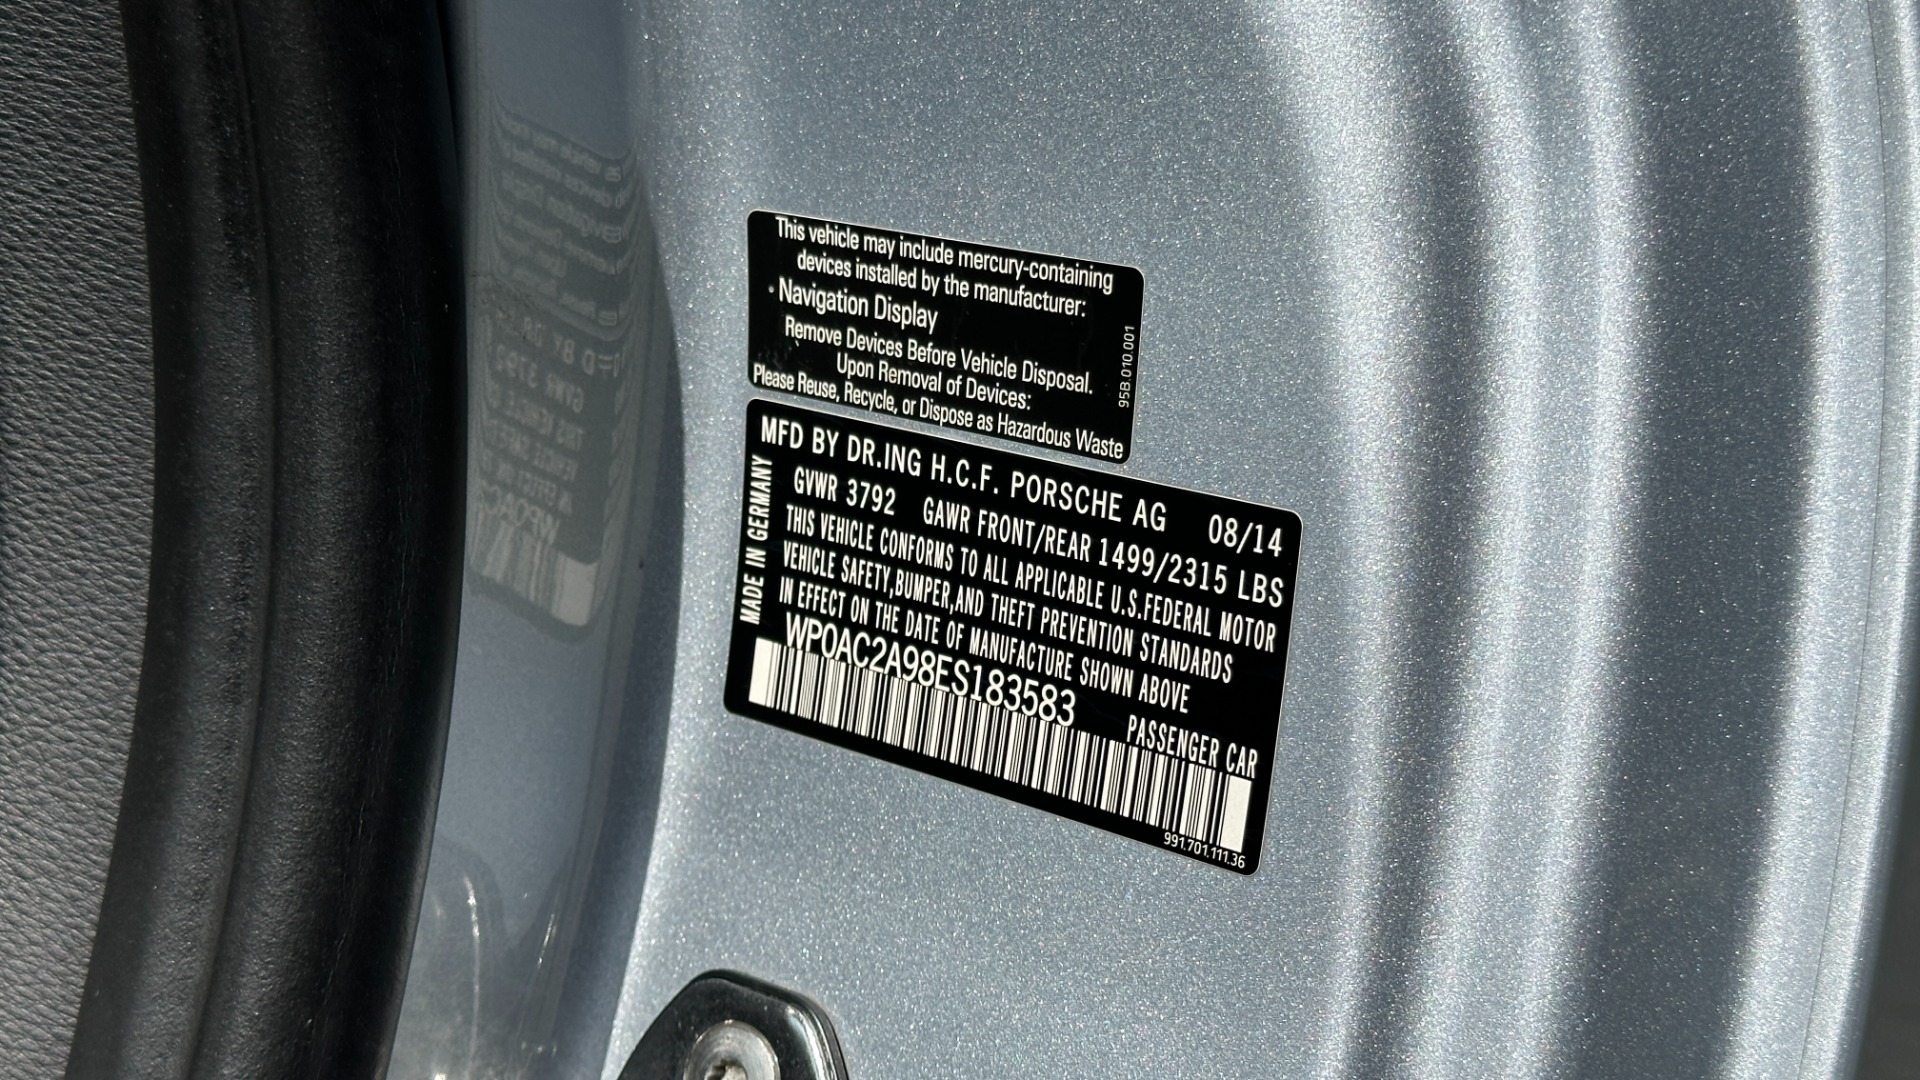 This vehicle may include mercury-containing
devices installed by the manufacturer:
· Navigation Display
Remove Devices Before Vehicle Disposal.
Upon Removal of Devices:
Please Reuse, Recycle, or Dispose as Hazardous Waste
95B.010.001
MFD BY DR.ING H.C.F. PORSCHE AG 08/14
GVWR 3792 GAWR FRONT/REAR 1499/2315 LBS
THIS VEHICLE CONFORMS TO ALL APPLICABLE U.S.FEDERAL MOTOR
VEHICLE SAFETY,BUMPER,AND THEFT PREVENTION STANDARDS
IN EFFECT ON THE DATE OF MANUFACTURE SHOWN ABOVE
WP0AC2A98ES183583
PASSENGER CAR
MADE IN GERMANY
991.701.111.36